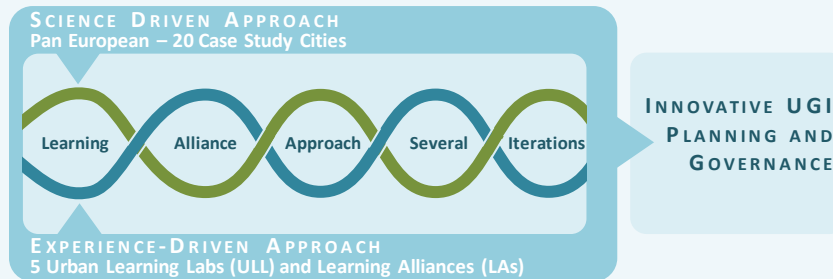 SCIENCE DRIVEN APPROACH
Pan European – 20 Case Study Cities
Learning Alliance Approach Several Iterations
INNOVATIVE UGI
PLANNING AND
GOVERNANCE
EXPERIENCE-DRIVEN APPROACH
5 Urban Learning Labs (ULL) and Learning Alliances (LAs)